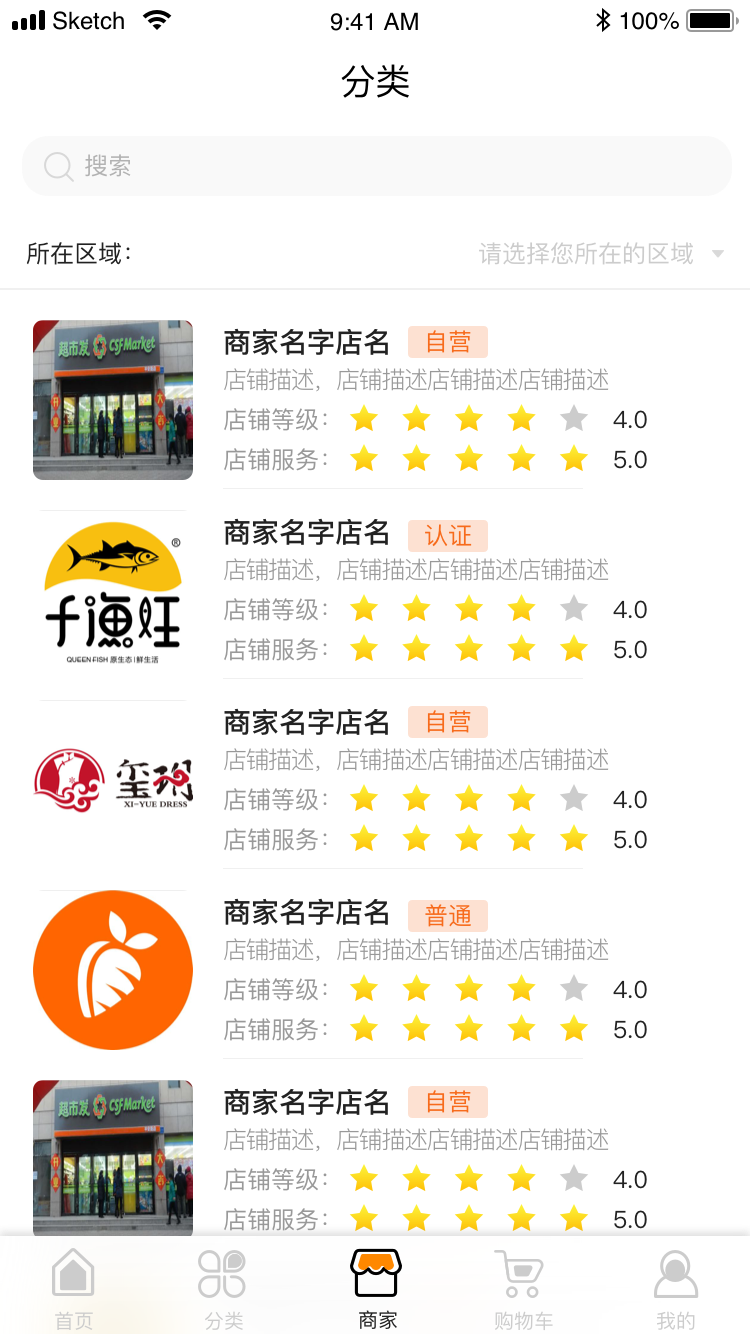 Sketch 9:41 AM 100%
分类
搜索
所在区域： 请选择您所在的区域
超市发 CSFMarket
商家名字店名 自营
店铺描述，店铺描述店铺描述店铺描述
店铺等级： 4.0
店铺服务： 5.0
千渔旺 ®
QUEEN FISH 原生态|鲜生活
商家名字店名 认证
店铺描述，店铺描述店铺描述店铺描述
店铺等级： 4.0
店铺服务： 5.0
玺玥
XI-YUE DRESS
商家名字店名 自营
店铺描述，店铺描述店铺描述店铺描述
店铺等级： 4.0
店铺服务： 5.0
商家名字店名 普通
店铺描述，店铺描述店铺描述店铺描述
店铺等级： 4.0
店铺服务： 5.0
超市发 CSFMarket
商家名字店名 自营
店铺描述，店铺描述店铺描述店铺描述
店铺等级： 4.0
店铺服务： 5.0
首页 分类 商家 购物车 我的